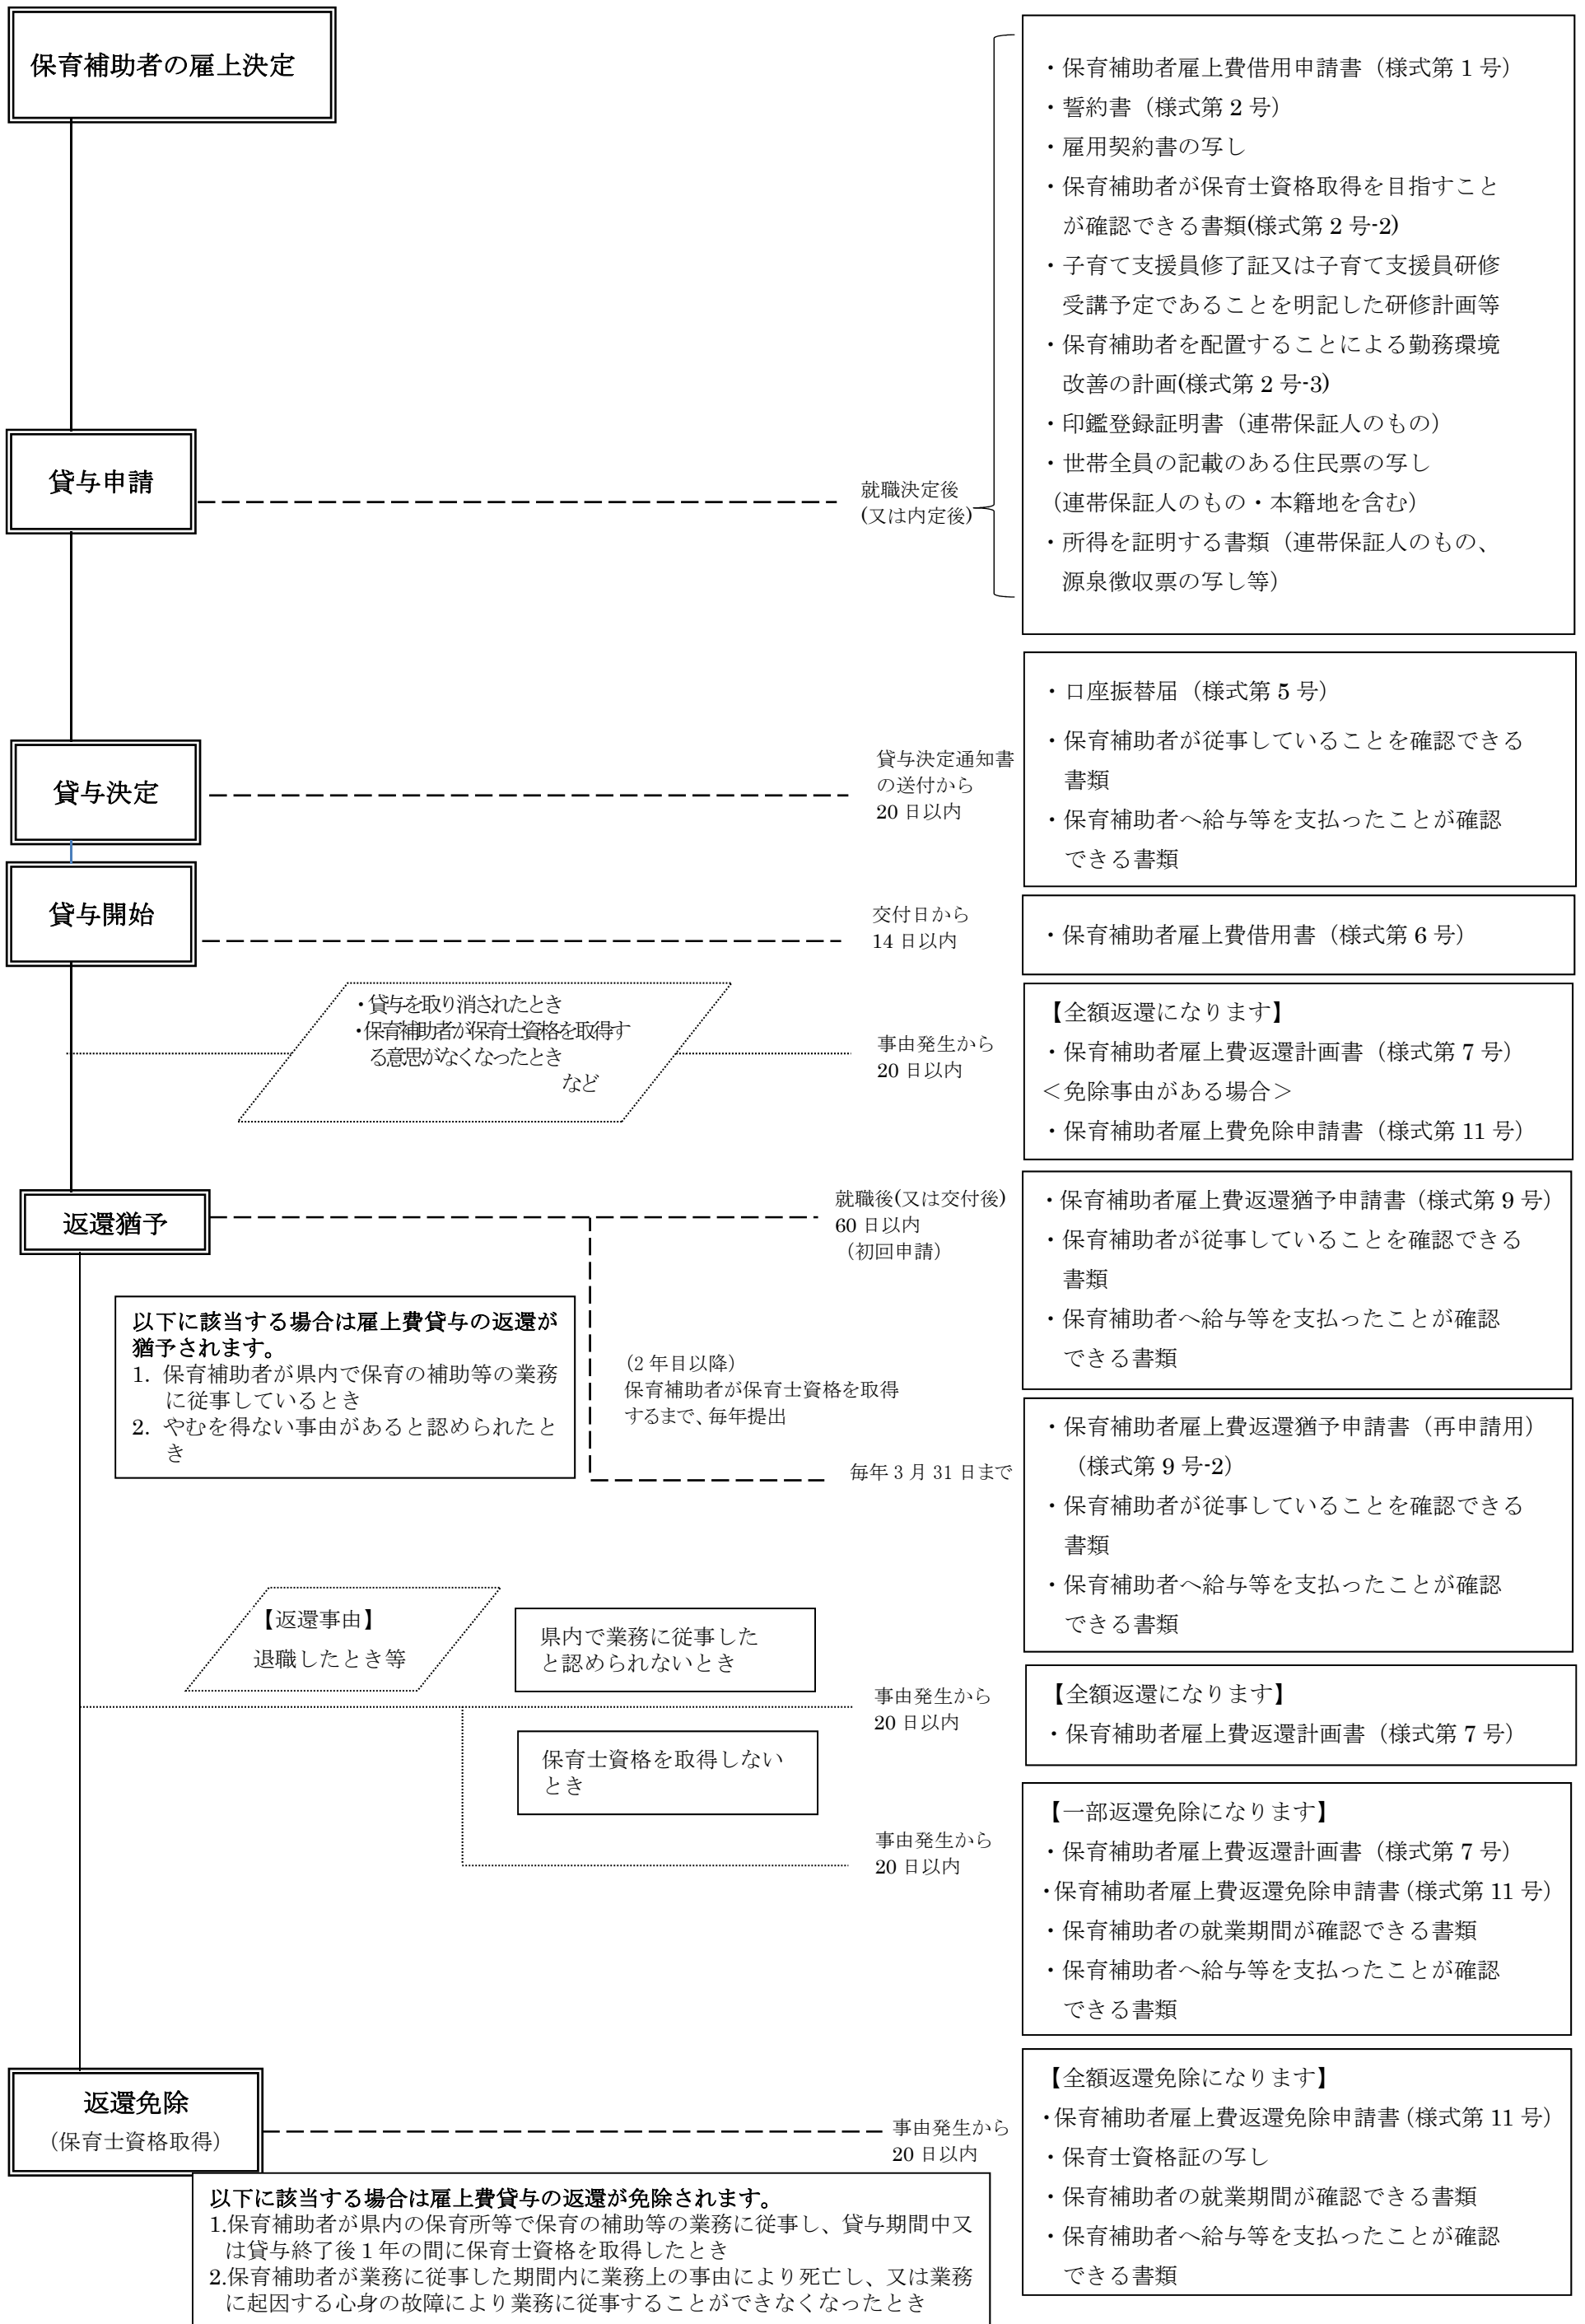 保育補助者の雇上決定
・保育補助者雇上費借用申請書（様式第 1 号）
・誓約書（様式第 2 号）
・雇用契約書の写し
・保育補助者が保育士資格取得を目指すこと
が確認できる書類(様式第 2 号-2)
・子育て支援員修了証又は子育て支援員研修
受講予定であることを明記した研修計画等
・保育補助者を配置することによる勤務環境
改善の計画(様式第 2 号-3)
・印鑑登録証明書（連帯保証人のもの）
・世帯全員の記載のある住民票の写し
（連帯保証人のもの・本籍地を含む）
・所得を証明する書類（連帯保証人のもの、
源泉徴収票の写し等）
貸与申請
就職決定後
(又は内定後)
貸与決定
貸与決定通知書
の送付から
20 日以内
・口座振替届（様式第 5 号）
・保育補助者が従事していることを確認できる
書類
・保育補助者へ給与等を支払ったことが確認
できる書類
貸与開始
交付日から
14 日以内
・保育補助者雇上費借用書（様式第 6 号）
・貸与を取り消されたとき
・保育補助者が保育士資格を取得す
る意思がなくなったとき
など
事由発生から
20 日以内
【全額返還になります】
・保育補助者雇上費返還計画書（様式第 7 号）
＜免除事由がある場合＞
・保育補助者雇上費免除申請書（様式第 11 号）
返還猶予
就職後(又は交付後)
60 日以内
（初回申請）
・保育補助者雇上費返還猶予申請書（様式第 9 号）
・保育補助者が従事していることを確認できる
書類
・保育補助者へ給与等を支払ったことが確認
できる書類
以下に該当する場合は雇上費貸与の返還が
猶予されます。
1. 保育補助者が県内で保育の補助等の業務
に従事しているとき
2. やむを得ない事由があると認められたと
き
（2 年目以降）
保育補助者が保育士資格を取得
するまで、毎年提出
毎年 3 月 31 日まで
・保育補助者雇上費返還猶予申請書（再申請用）
（様式第 9 号-2）
・保育補助者が従事していることを確認できる
書類
・保育補助者へ給与等を支払ったことが確認
できる書類
【返還事由】
退職したとき等
県内で業務に従事した
と認められないとき
事由発生から
20 日以内
【全額返還になります】
・保育補助者雇上費返還計画書（様式第 7 号）
保育士資格を取得しない
とき
事由発生から
20 日以内
【一部返還免除になります】
・保育補助者雇上費返還計画書（様式第 7 号）
・保育補助者雇上費返還免除申請書（様式第 11 号）
・保育補助者の就業期間が確認できる書類
・保育補助者へ給与等を支払ったことが確認
できる書類
返還免除
（保育士資格取得）
事由発生から
20 日以内
【全額返還免除になります】
・保育補助者雇上費返還免除申請書（様式第 11 号）
・保育士資格証の写し
・保育補助者の就業期間が確認できる書類
・保育補助者へ給与等を支払ったことが確認
できる書類
以下に該当する場合は雇上費貸与の返還が免除されます。
1.保育補助者が県内の保育所等で保育の補助等の業務に従事し、貸与期間中又
は貸与終了後 1 年の間に保育士資格を取得したとき
2.保育補助者が業務に従事した期間内に業務上の事由により死亡し、又は業務
に起因する心身の故障により業務に従事することができなくなったとき